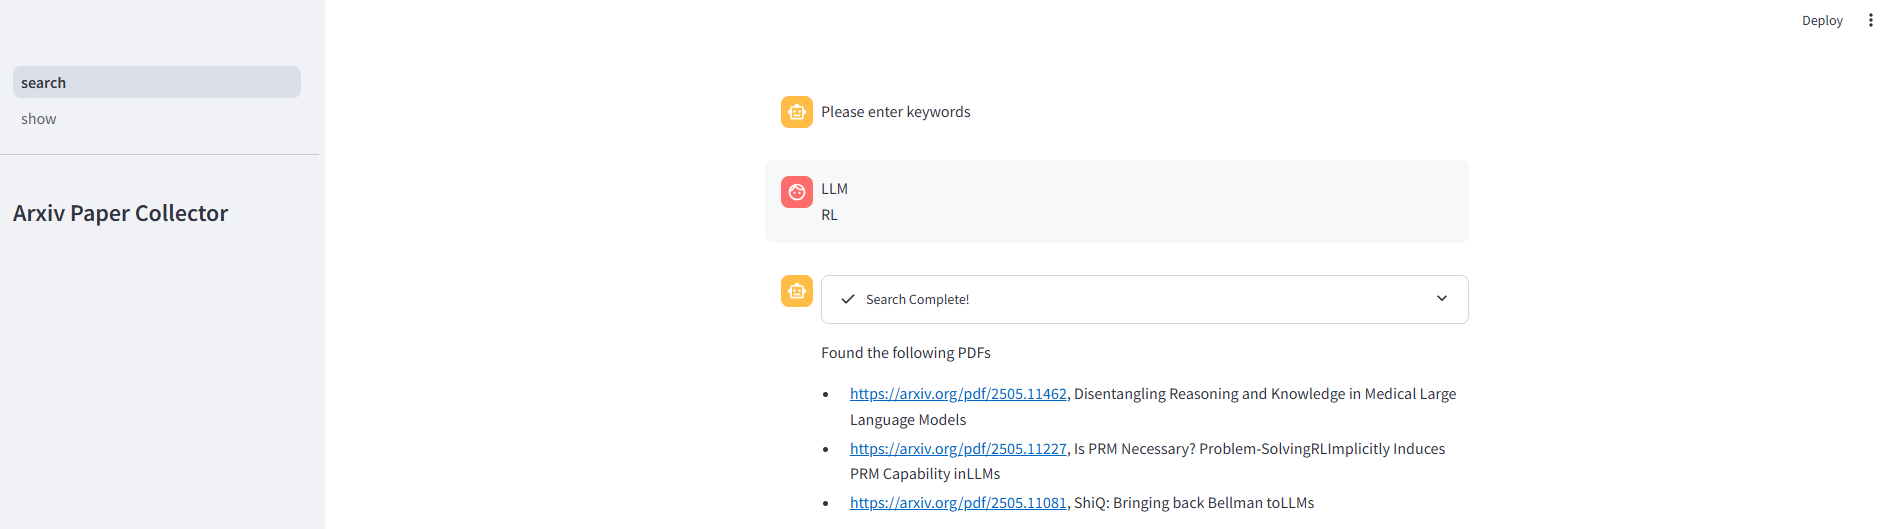 Deploy
search
show
Arxiv Paper Collector
Please enter keywords
LLM
RL
Search Complete!
Found the following PDFs
https://arxiv.org/pdf/2505.11462, Disentangling Reasoning and Knowledge in Medical Large
Language Models
https://arxiv.org/pdf/2505.11227, Is PRM Necessary? Problem-SolvingRLImplicitly Induces
PRM Capability inLLMs
https://arxiv.org/pdf/2505.11081, ShiQ: Bringing back Bellman toLLMs